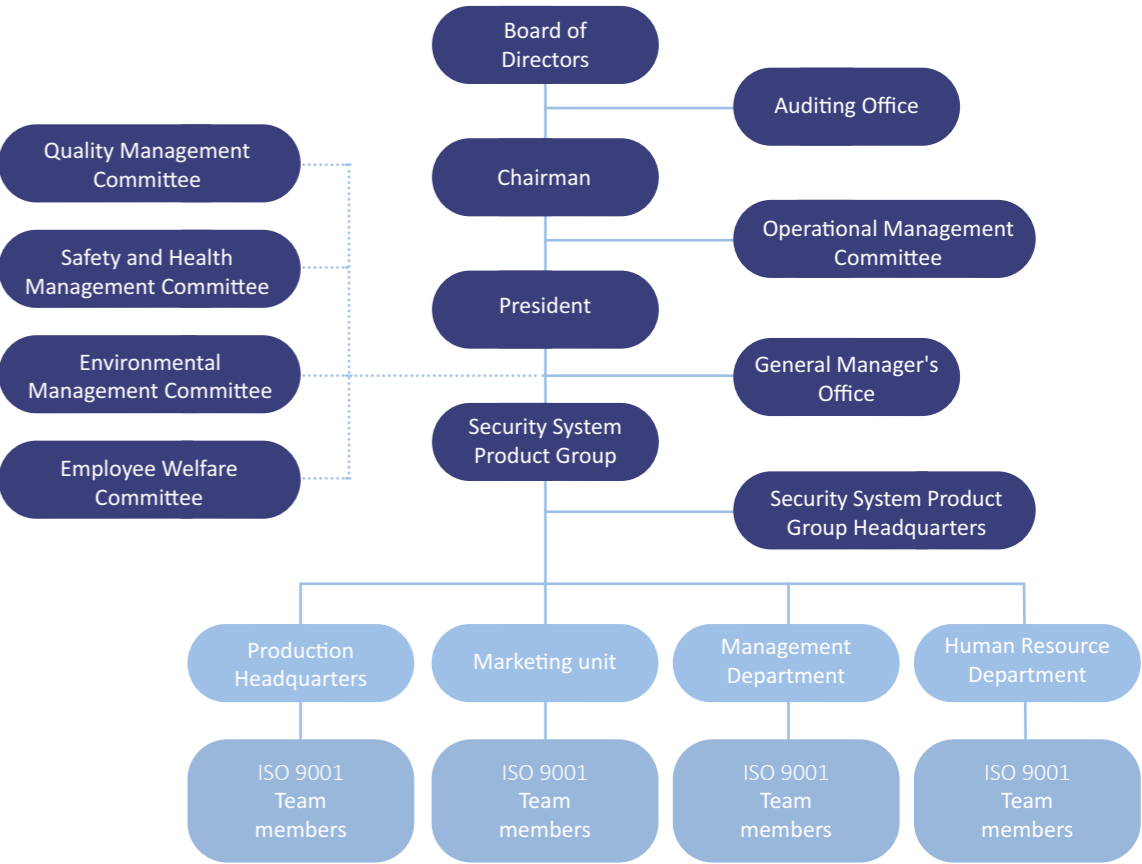 Board of
Directors
Auditing Office
Quality Management
Committee
Chairman
Operational Management
Committee
Safety and Health
Management Committee
President
Environmental
Management Committee
General Manager's
Office
Security System
Product Group
Employee Welfare
Committee
Security System Product
Group Headquarters
Production
Headquarters
Marketing unit
Management
Department
Human Resource
Department
ISO 9001
Team
members
ISO 9001
Team
members
ISO 9001
Team
members
ISO 9001
Team
members